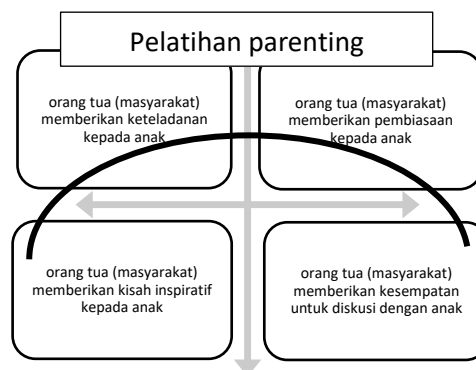 Pelatihan parenting
orang tua (masyarakat)
memberikan keteladanan
kepada anak
orang tua (masyarakat)
memberikan pembiasaan
kepada anak
orang tua (masyarakat)
memberikan kisah inspiratif
kepada anak
orang tua (masyarakat)
memberikan kesempatan
untuk diskusi dengan anak